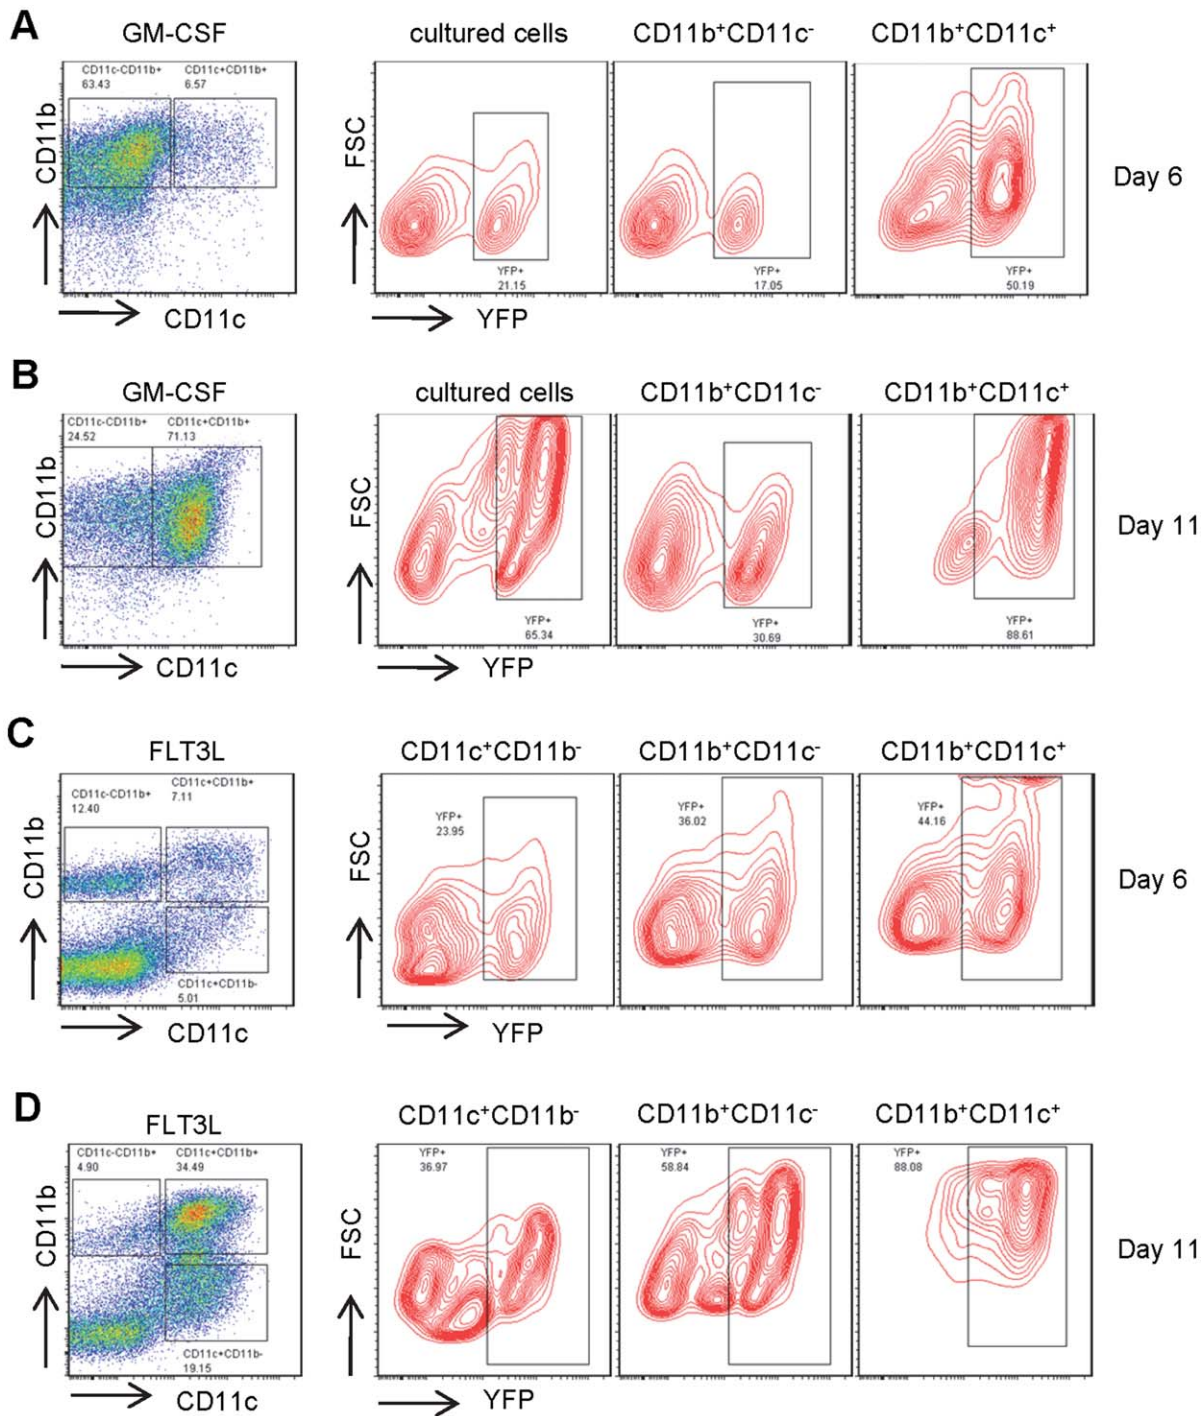 A
GM-CSF
cultured cells
CD11b+CD11c-
CD11b+CD11c+
CD11c-CD11b+
63.43
CD11c+CD11b+
6.57
CD11b
CD11c
FSC
YFP+
21.15
YFP+
17.05
YFP+
50.19
YFP
Day 6
B
GM-CSF
cultured cells
CD11b+CD11c-
CD11b+CD11c+
CD11c-CD11b+
24.52
CD11c+CD11b+
71.13
CD11b
CD11c
FSC
YFP+
65.34
YFP+
30.69
YFP+
88.61
YFP
Day 11
C
FLT3L
CD11c+CD11b-
CD11b+CD11c-
CD11b+CD11c+
CD11c-CD11b+
12.40
CD11c+CD11b+
7.11
CD11c+CD11b-
5.01
CD11b
CD11c
FSC
YFP+
23.95
YFP+
36.02
YFP+
44.16
YFP
Day 6
D
FLT3L
CD11c+CD11b-
CD11b+CD11c-
CD11b+CD11c+
CD11c-CD11b+
4.90
CD11c+CD11b+
34.49
CD11c+CD11b-
19.15
CD11b
CD11c
FSC
YFP+
36.97
YFP+
58.84
YFP+
88.08
YFP
Day 11